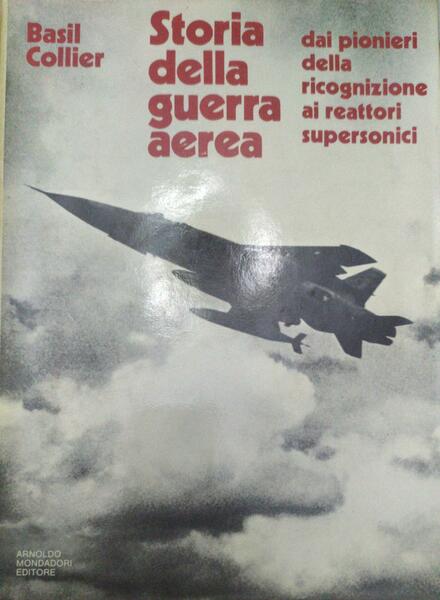 Basil
Collier
Storia
della
guerra
aerea
dai pionieri
della
ricognizione
ai reattori
supersonici
ARNOLDO
MONDADORI
EDITORE